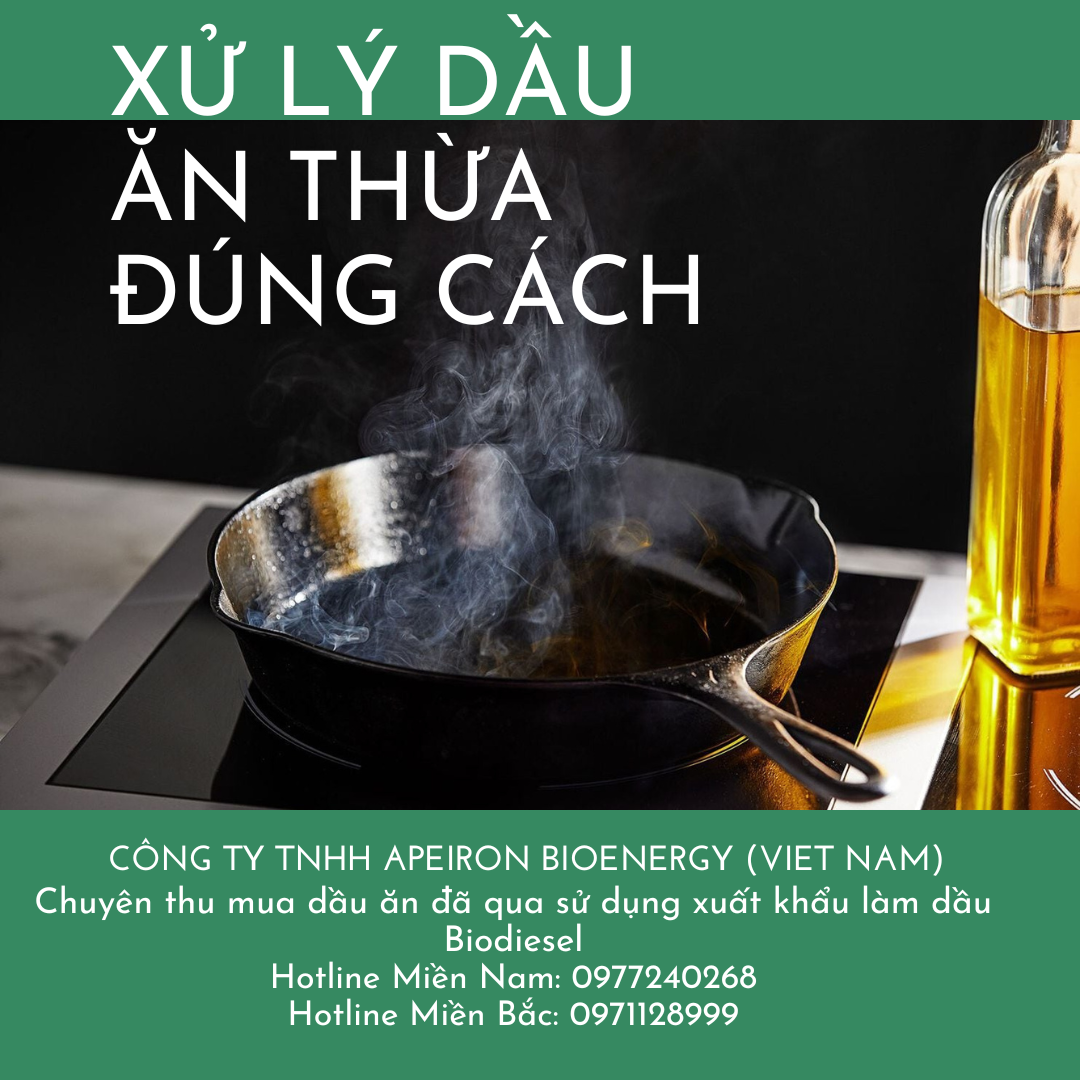 XỬ LÝ DẦU
ĂN THỪA
ĐÚNG CÁCH
CÔNG TY TNHH APEIRON BIOENERGY (VIET NAM)
Chuyên thu mua dầu ăn đã qua sử dụng xuất khẩu làm dầu
Biodiesel
Hotline Miền Nam: 0977240268
Hotline Miền Bắc: 0971128999